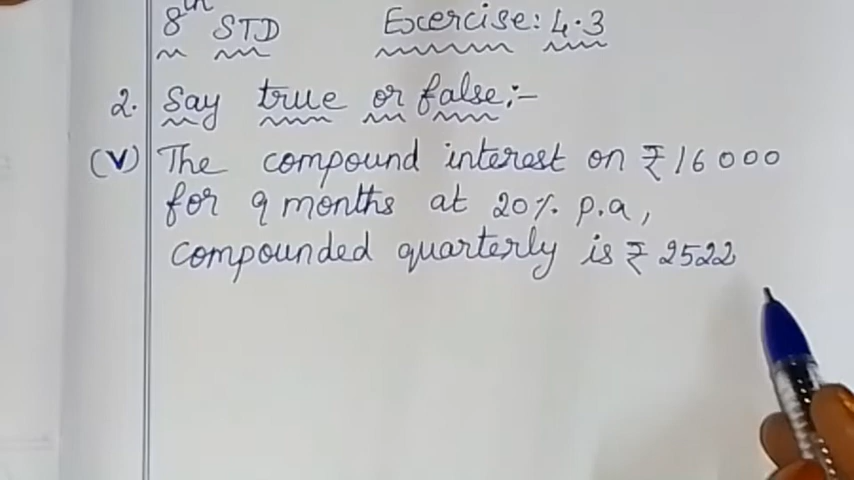 8th STD Exercise: 4.3
2. Say true or false:-
(v) The compound interest on ₹ 16000
for 9 months at 20% p.a,
compounded quarterly is ₹ 2522